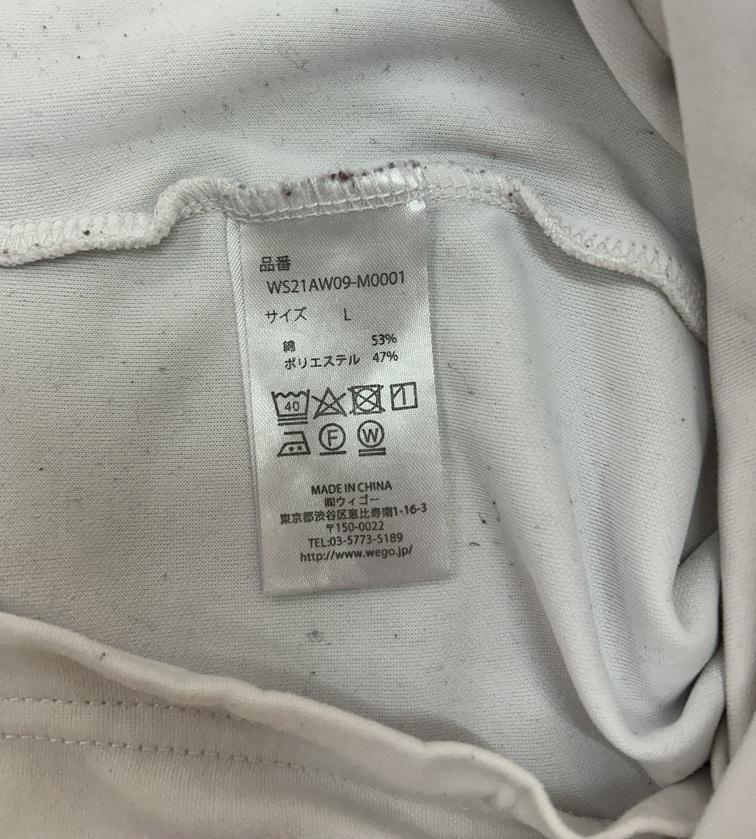 品番
WS21AW09-M0001
サイズ L
綿 53%
ポリエステル 47%
40
F W
MADE IN CHINA
㈱ウィゴー
東京都渋谷区恵比寿南1-16-3
〒150-0022
TEL:03-5773-5189
http://www.wego.jp/